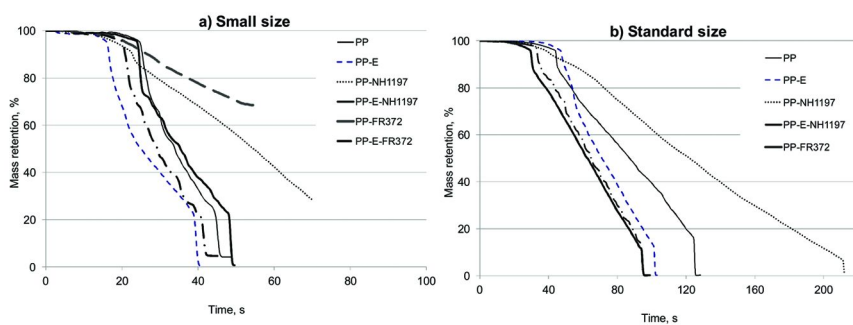 a) Small size
100
80
60
40
20
0
0 20 40 60 80 100
Mass retention, %
Time, s
PP
PP-E
PP-NH1197
PP-E-NH1197
PP-FR372
PP-E-FR372
b) Standard size
100
80
60
40
20
0
0 40 80 120 160 200
Mass retention, %
Time, s
PP
PP-E
PP-NH1197
PP-E-NH1197
PP-FR372